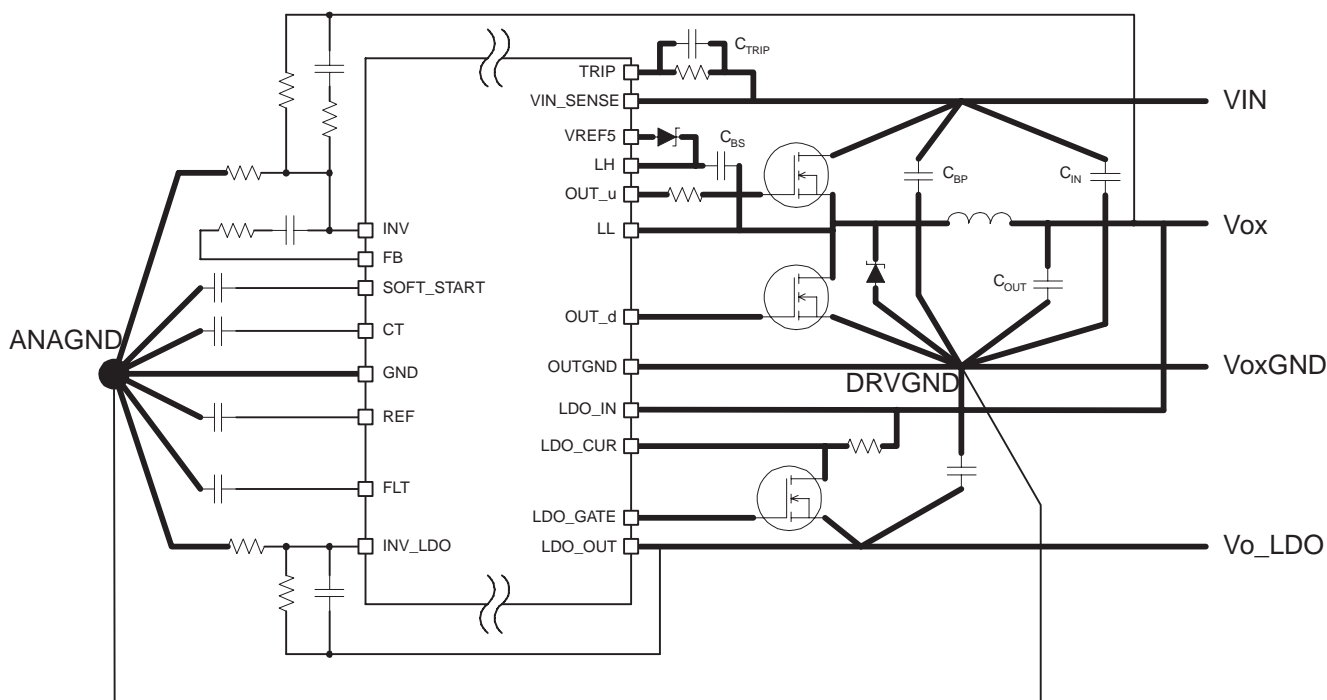 C_TRIP
TRIP
VIN_SENSE
VIN
VREF5
C_BS
LH
C_BP
C_IN
OUT_u
INV
LL
Vox
FB
SOFT_START
C_OUT
OUT_d
CT
ANAGND
GND
OUTGND
VoxGND
DRVGND
REF
LDO_IN
LDO_CUR
FLT
LDO_GATE
INV_LDO
LDO_OUT
Vo_LDO